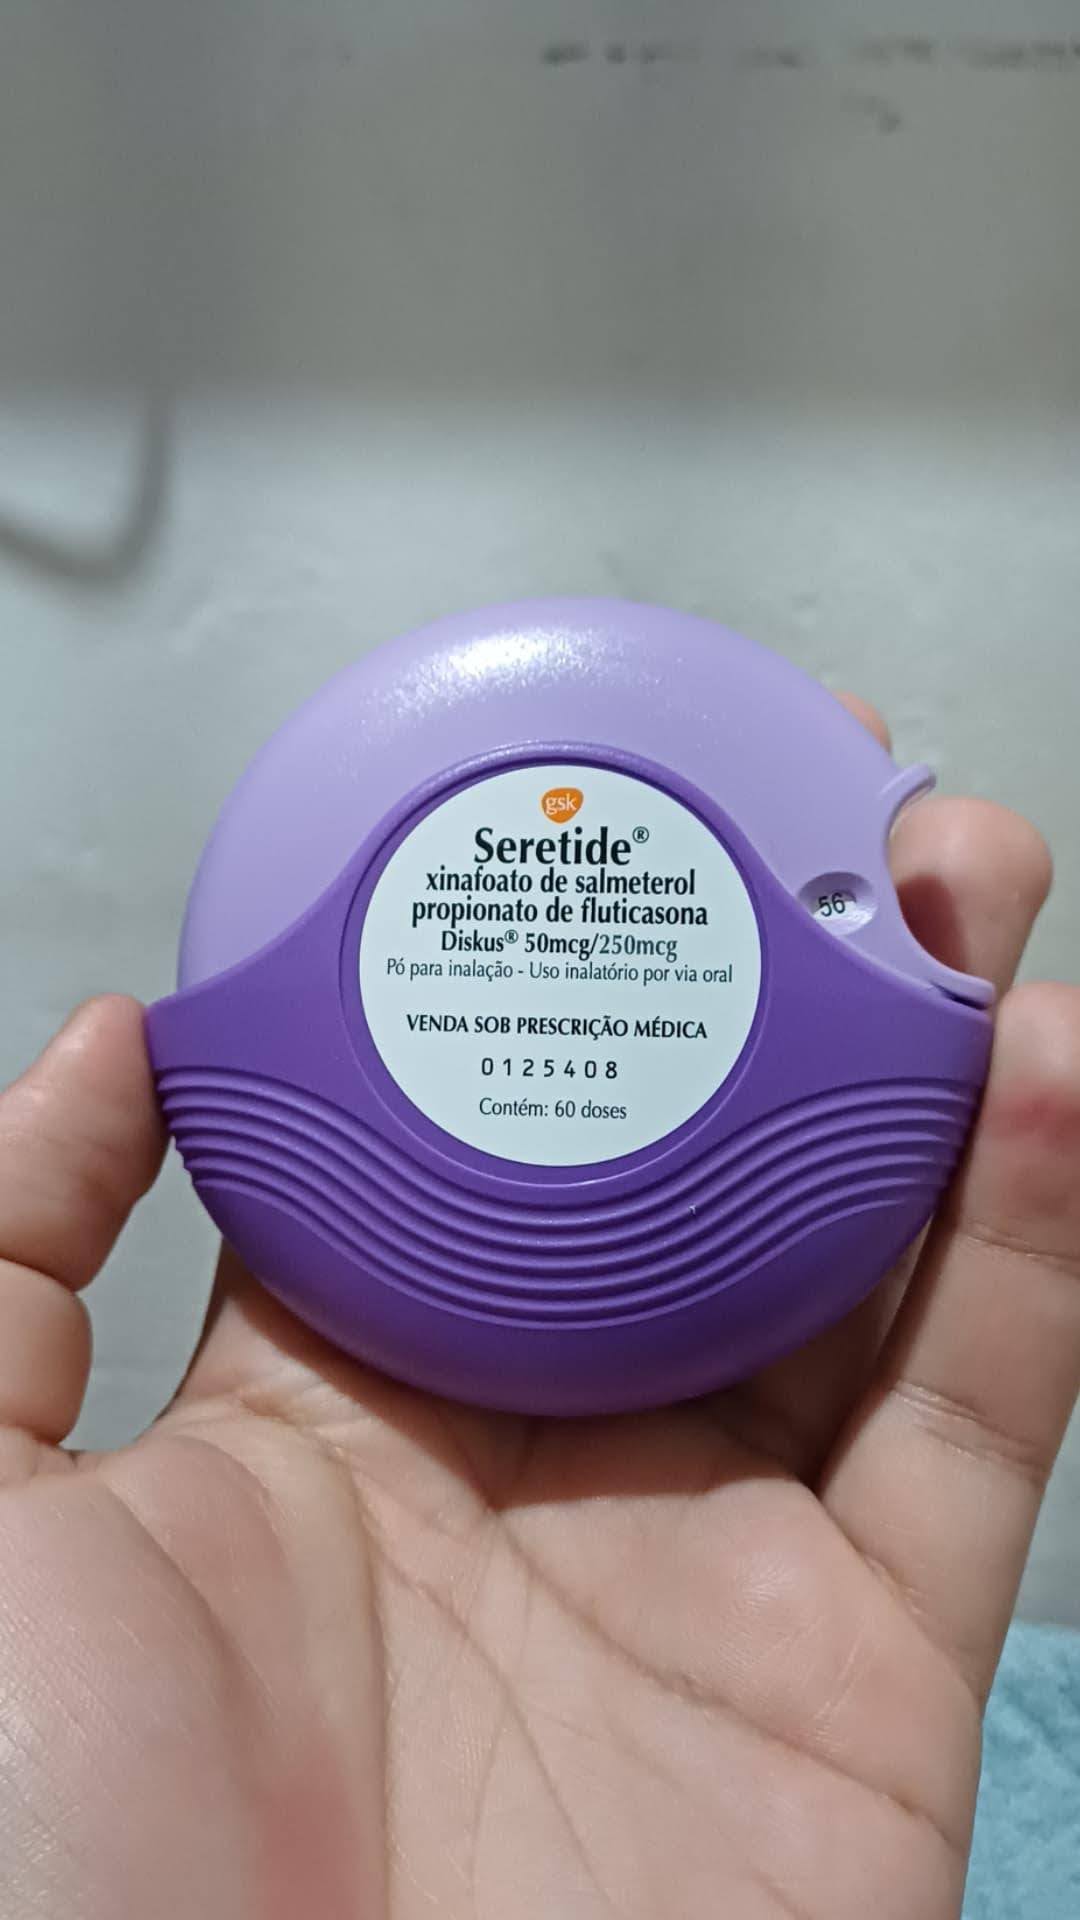 gsk
Seretide®
xinafoato de salmeterol
propionato de fluticasona
Diskus® 50mcg/250mcg
Pó para inalação - Uso inalatório por via oral
VENDA SOB PRESCRIÇÃO MÉDICA
0125408
Contém: 60 doses
56